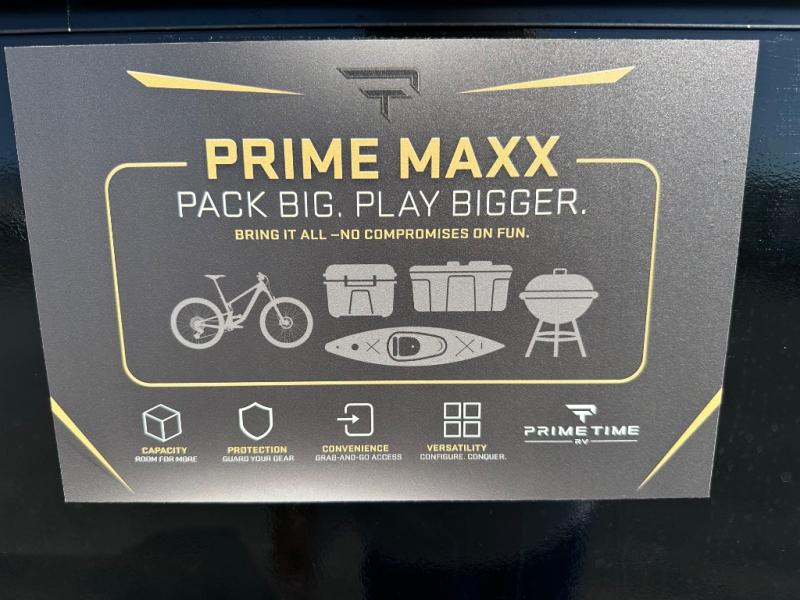 PRIME MAXX
PACK BIG. PLAY BIGGER.
BRING IT ALL –NO COMPROMISES ON FUN.
CAPACITY
ROOM FOR MORE
PROTECTION
GUARD YOUR GEAR
CONVENIENCE
GRAB-AND-GO ACCESS
VERSATILITY
CONFIGURE. CONQUER.
PRIME TIME
RV